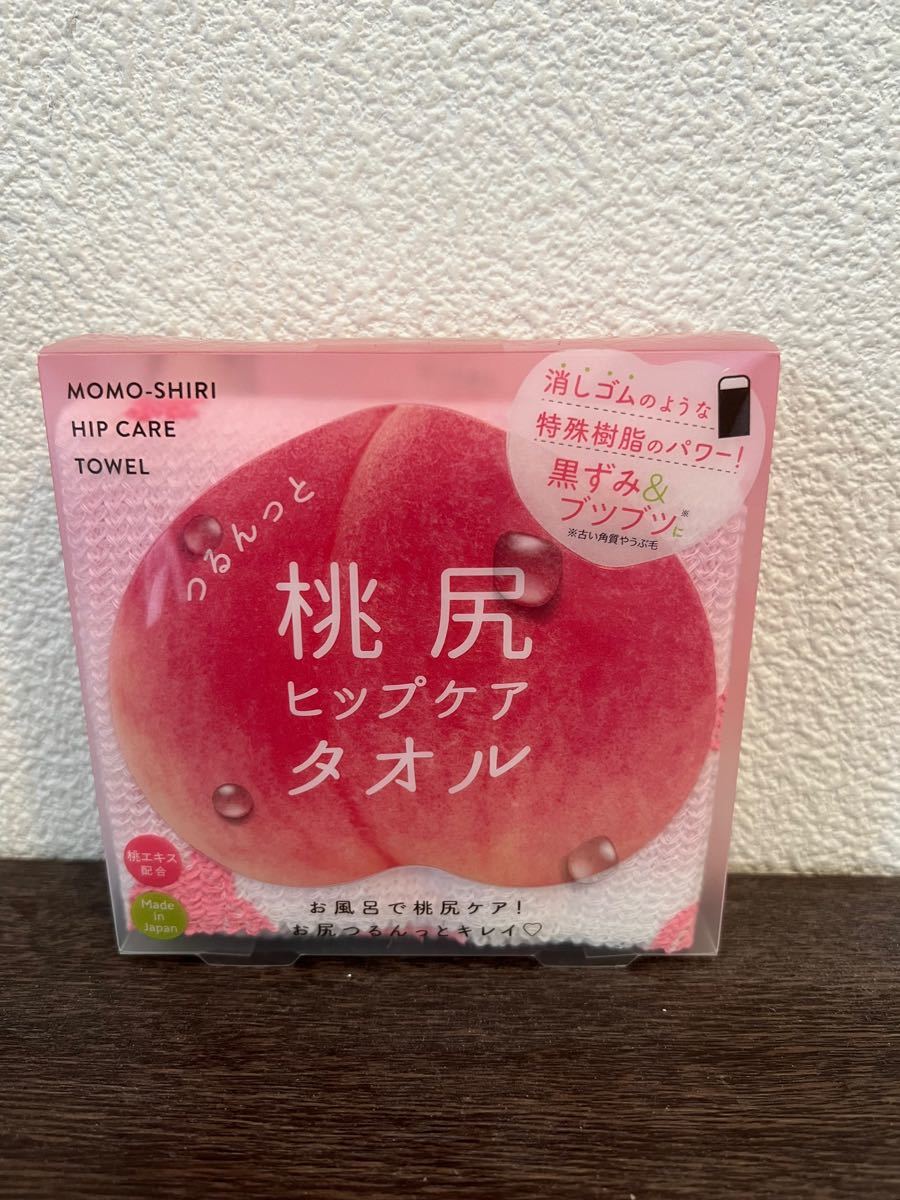 MOMO-SHIRI
HIP CARE
TOWEL
消しゴムのような
特殊樹脂のパワー!
黒ずみ&
ブツブツ※に
※古い角質やうぶ毛
つるんっと
桃尻
ヒップケア
タオル
桃エキス
配合
Made
in
Japan
お風呂で桃尻ケア!
お尻つるんっとキレイ♡